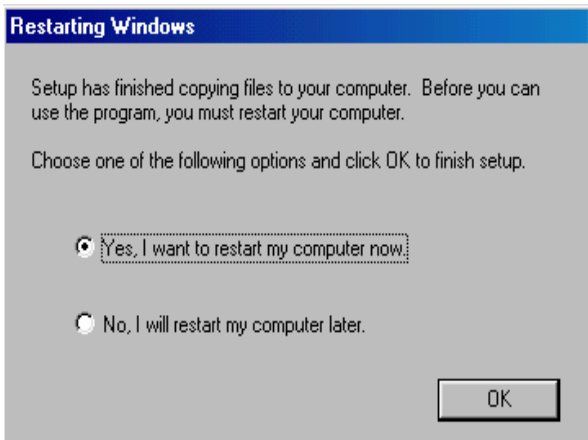 Restarting Windows
Setup has finished copying files to your computer.  Before you can
use the program, you must restart your computer.
Choose one of the following options and click OK to finish setup.
Yes, I want to restart my computer now.
No, I will restart my computer later.
OK